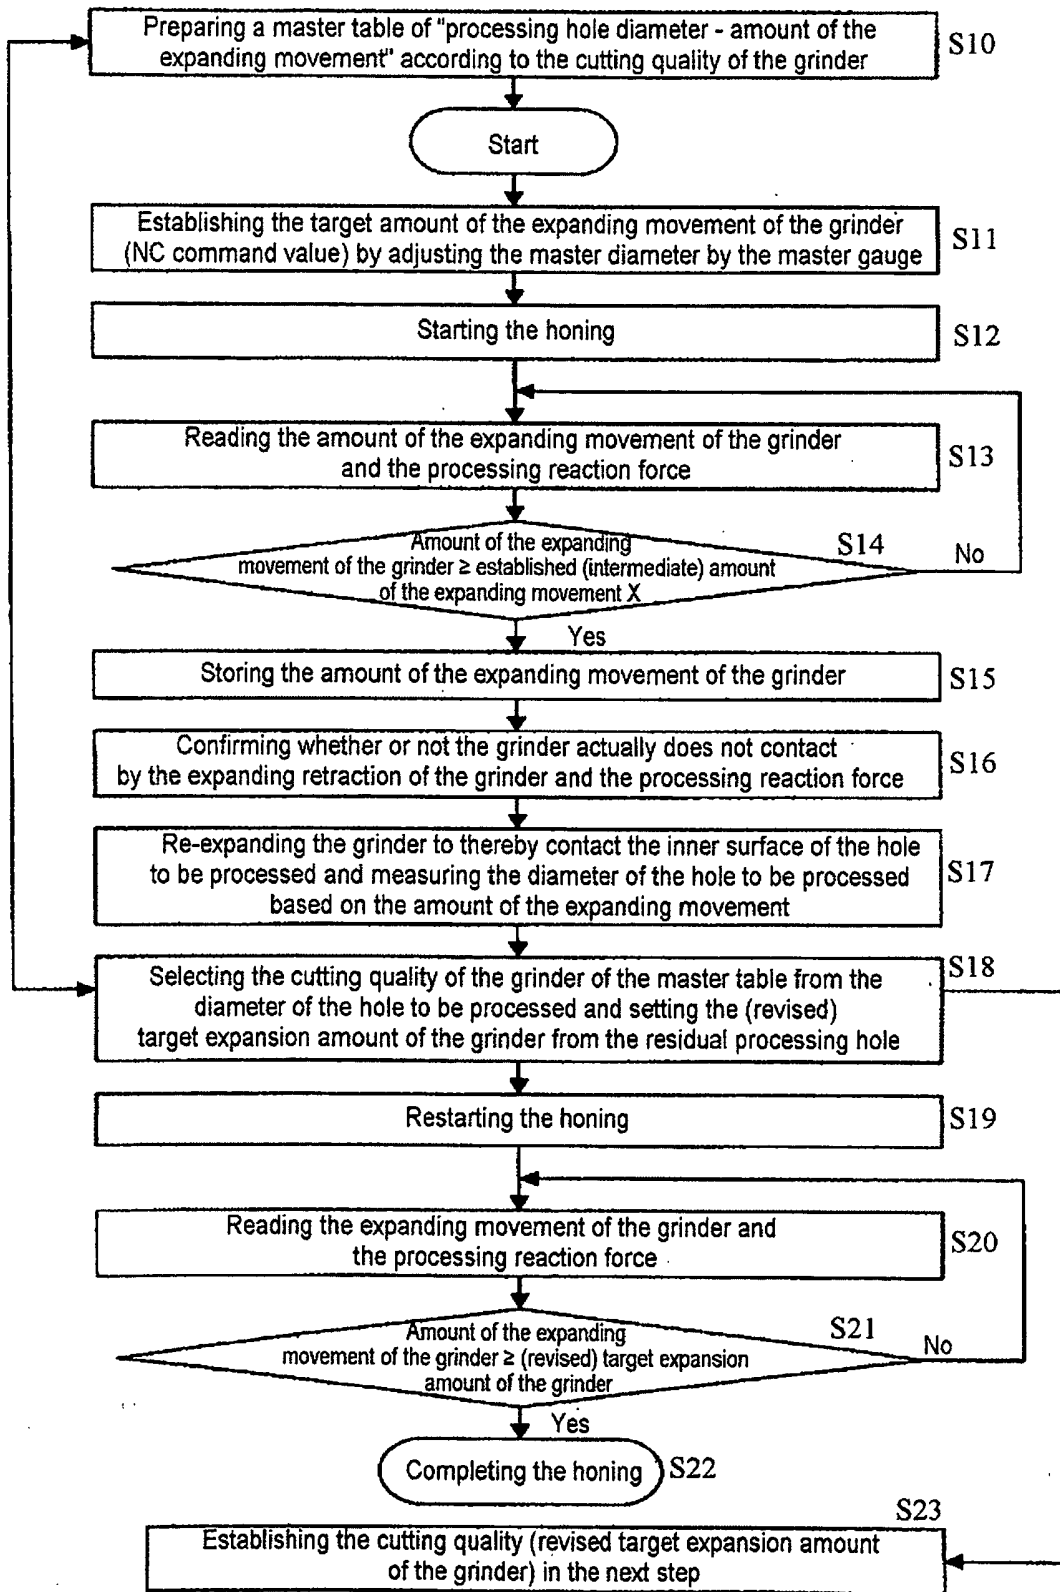 Preparing a master table of "processing hole diameter - amount of the
expanding movement" according to the cutting quality of the grinder
S10
Start
Establishing the target amount of the expanding movement of the grinder
(NC command value) by adjusting the master diameter by the master gauge
S11
Starting the honing
S12
Reading the amount of the expanding movement of the grinder
and the processing reaction force
S13
Amount of the expanding
movement of the grinder ≥ established (intermediate) amount
of the expanding movement X
S14
No
Yes
Storing the amount of the expanding movement of the grinder
S15
Confirming whether or not the grinder actually does not contact
by the expanding retraction of the grinder and the processing reaction force
S16
Re-expanding the grinder to thereby contact the inner surface of the hole
to be processed and measuring the diameter of the hole to be processed
based on the amount of the expanding movement
S17
Selecting the cutting quality of the grinder of the master table from the
diameter of the hole to be processed and setting the (revised)
target expansion amount of the grinder from the residual processing hole
S18
Restarting the honing
S19
Reading the expanding movement of the grinder and
the processing reaction force
S20
Amount of the expanding
movement of the grinder ≥ (revised) target expansion
amount of the grinder
S21
No
Yes
Completing the honing
S22
S23
Establishing the cutting quality (revised target expansion amount
of the grinder) in the next step